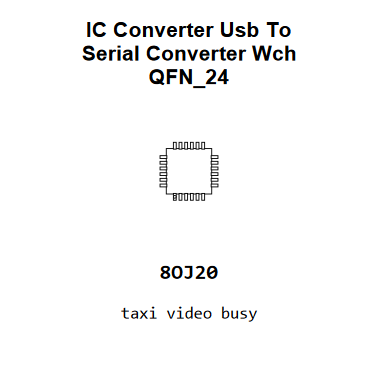 IC Converter Usb To
Serial Converter Wch
QFN_24
8OJ20
taxi video busy